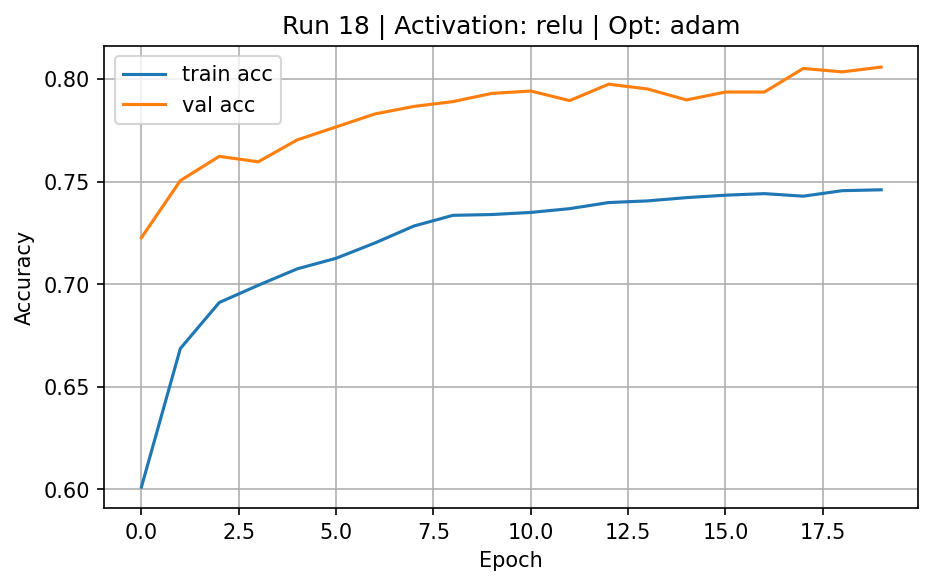 Run 18 | Activation: relu | Opt: adam
train acc
val acc
0.80
0.75
0.70
0.65
0.60
Accuracy
0.0 2.5 5.0 7.5 10.0 12.5 15.0 17.5
Epoch